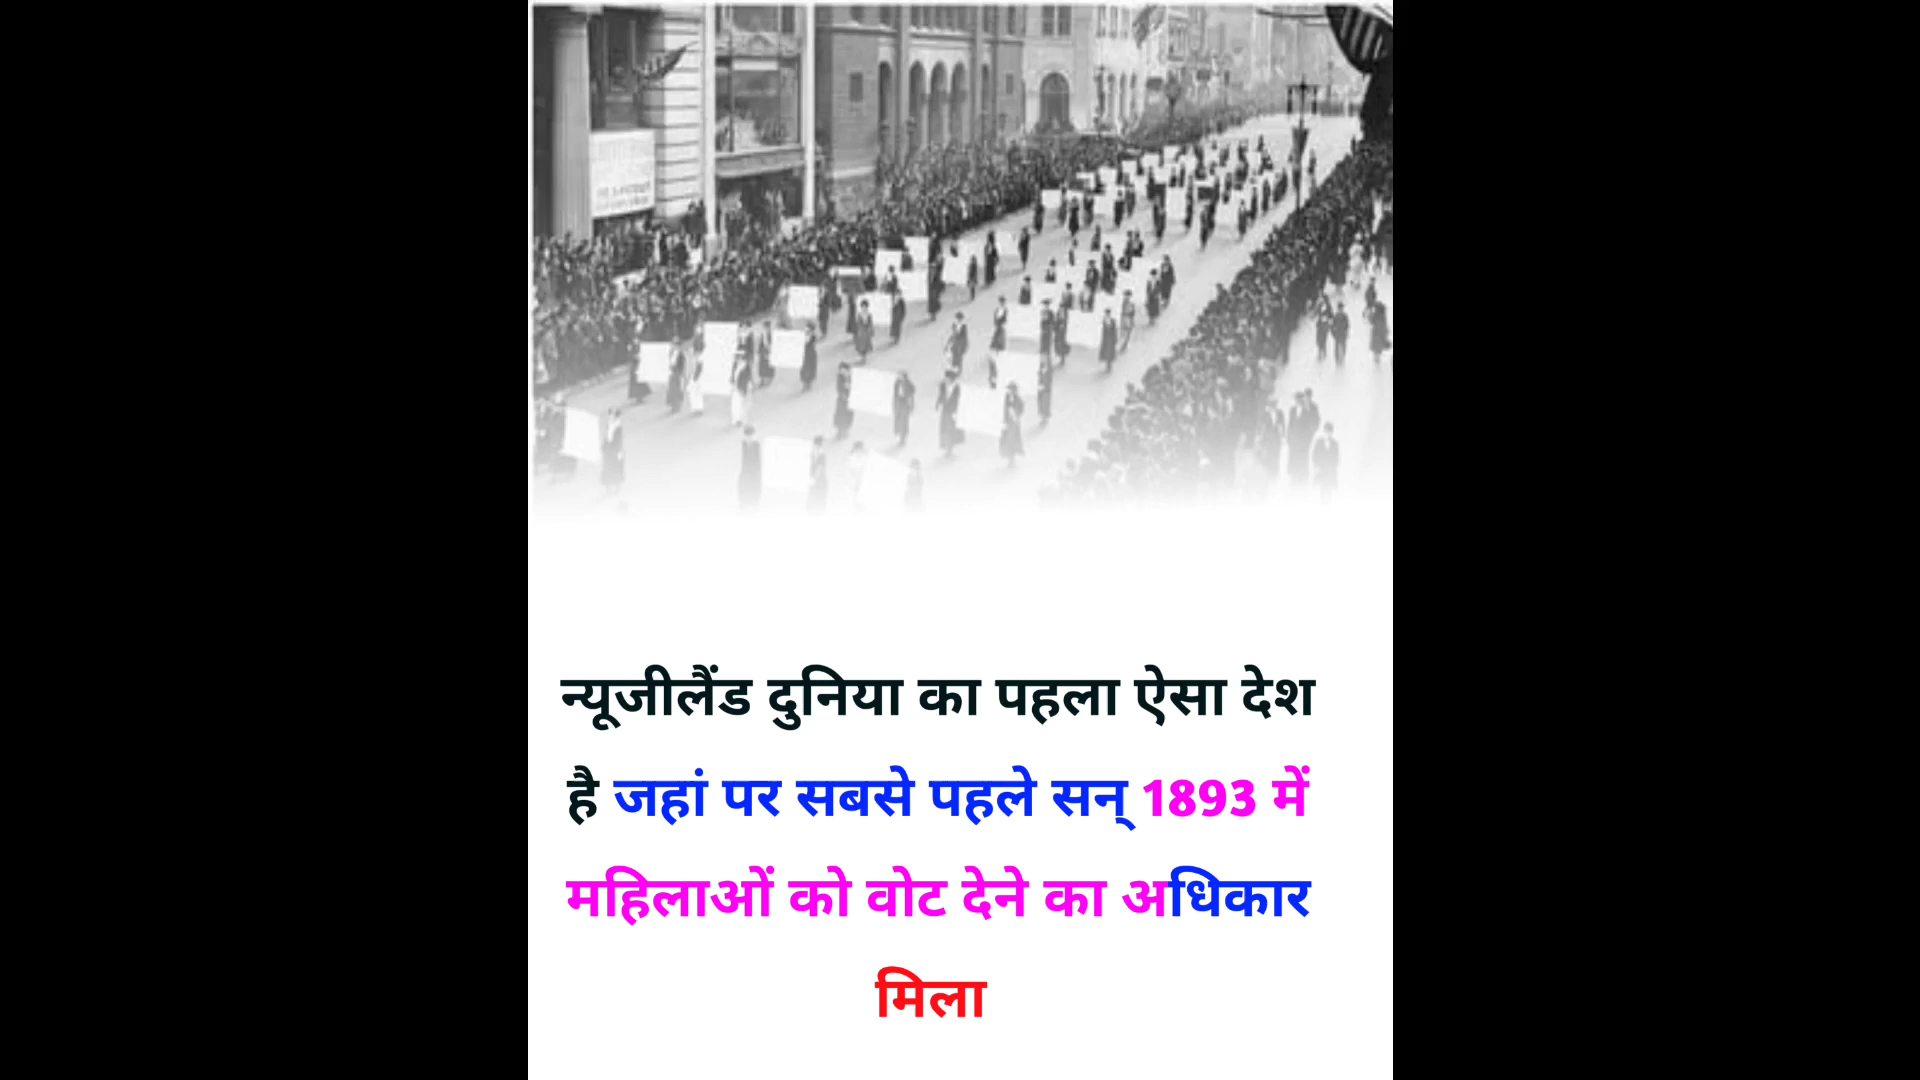 न्यूजीलैंड दुनिया का पहला ऐसा देश
है जहां पर सबसे पहले सन् 1893 में
महिलाओं को वोट देने का अधिकार
मिला